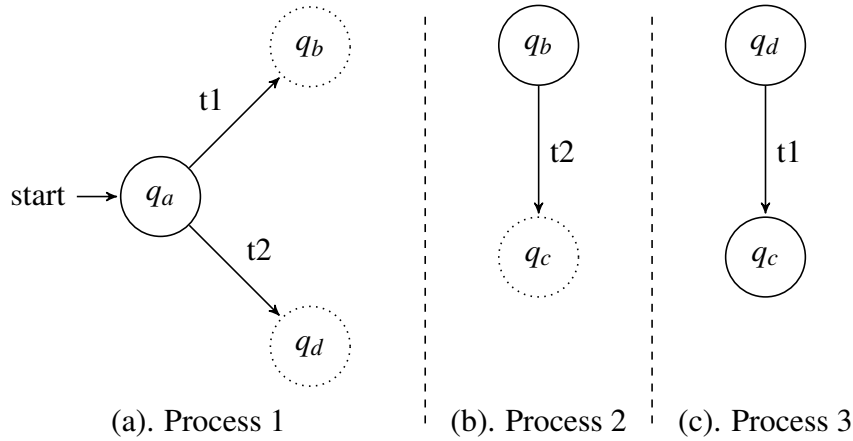 q_b
t1
start
q_a
t2
q_d
(a). Process 1
q_b
t2
q_c
(b). Process 2
q_d
t1
q_c
(c). Process 3